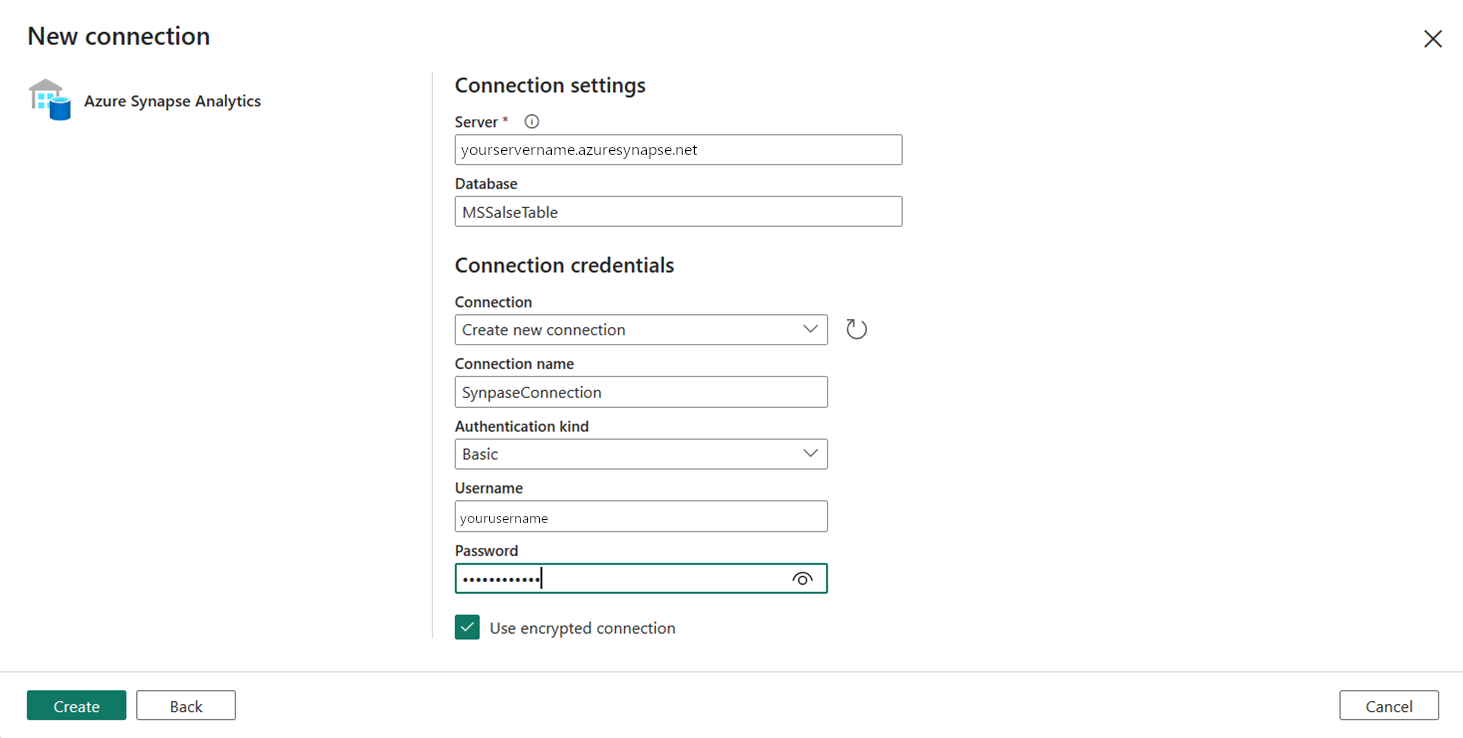 New connection
Azure Synapse Analytics
Connection settings
Server *
yourservername.azuresynapse.net
Database
MSSalseTable
Connection credentials
Connection
Create new connection
Connection name
SynpaseConnection
Authentication kind
Basic
Username
yourusername
Password
••••••••••••
Use encrypted connection
Create
Back
Cancel